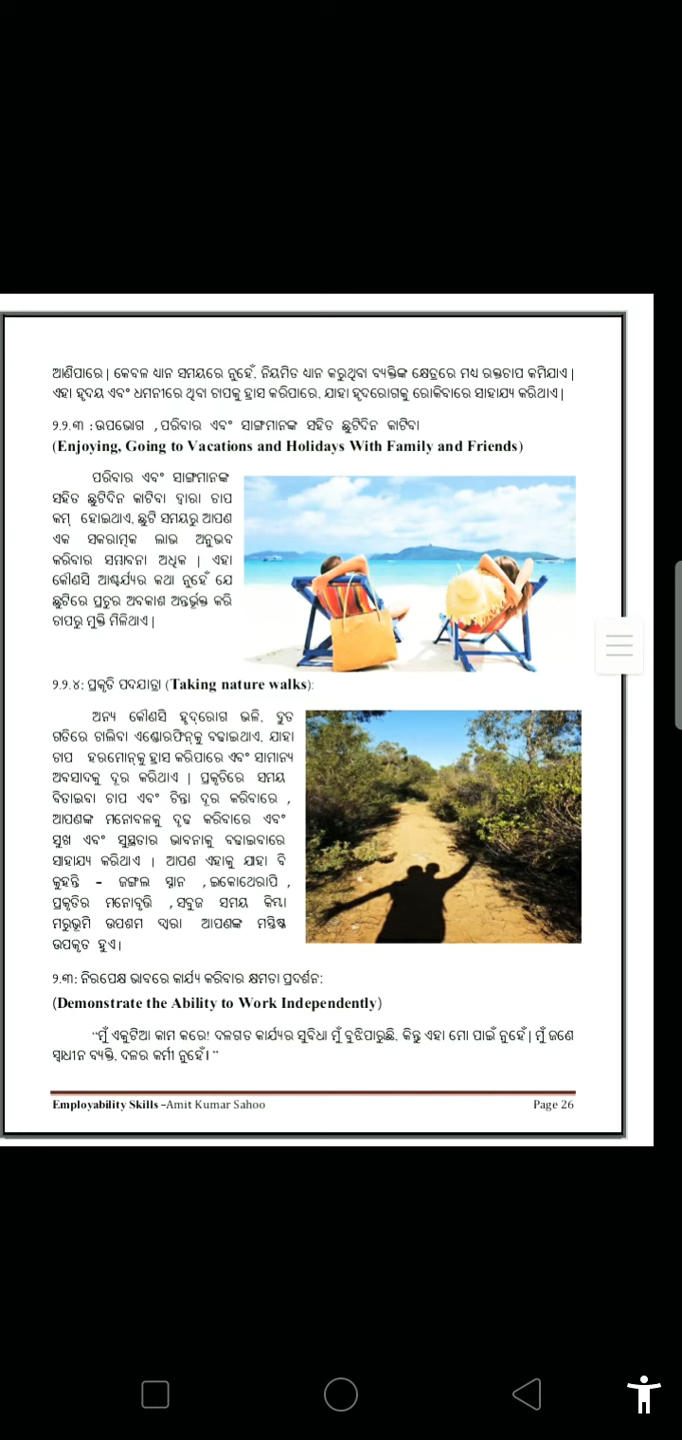 ଆଣିପାରେ | କେବଳ ଧ୍ୟାନ ସମୟରେ ନୁହେଁ, ନିୟମିତ ଧ୍ୟାନ କରୁଥିବା ବ୍ୟକ୍ତିଙ୍କ କ୍ଷେତ୍ରରେ ମଧ୍ୟ ରକ୍ତଚାପ କମିଯାଏ |
ଏହା ହୃଦୟ ଏବଂ ଧମନୀରେ ଥିବା ଚାପକୁ ହ୍ରାସ କରିପାରେ, ଯାହା ହୃଦରୋଗକୁ ରୋକିବାରେ ସାହାଯ୍ୟ କରିଥାଏ |
୨.୨.୩ : ଉପଭୋଗ , ପରିବାର ଏବଂ ସାଙ୍ଗମାନଙ୍କ ସହିତ ଛୁଟିଦିନ କାଟିବା
(Enjoying, Going to Vacations and Holidays With Family and Friends)
ପରିବାର ଏବଂ ସାଙ୍ଗମାନଙ୍କ
ସହିତ ଛୁଟିଦିନ କାଟିବା ଦ୍ୱାରା ଚାପ
କମ୍ ହୋଇଥାଏ, ଛୁଟି ସମୟରୁ ଆପଣ
ଏକ ସକରାତ୍ମକ ଲାଭ ଅନୁଭବ
କରିବାର ସମ୍ଭାବନା ଅଧିକ | ଏହା
କୌଣସି ଆଶ୍ଚର୍ଯ୍ୟର କଥା ନୁହେଁ ଯେ
ଛୁଟିରେ ପ୍ରଚୁର ଅବକାଶ ଅନ୍ତର୍ଭୂକ୍ତ କରି
ଚାପରୁ ମୁକ୍ତି ମିଳିଥାଏ |
୨.୨.୪: ପ୍ରକୃତି ପଦଯାତ୍ରା (Taking nature walks):
ଅନ୍ୟ କୌଣସି ହୃଦ୍‌ରୋଗ ଭଳି, ଦ୍ରୁତ
ଗତିରେ ଚାଲିବା ଏଣ୍ଡୋରଫିନ୍‌କୁ ବଢାଇଥାଏ, ଯାହା
ଚାପ ହରମୋନ୍‌କୁ ହ୍ରାସ କରିପାରେ ଏବଂ ସାମାନ୍ୟ
ଅବସାଦକୁ ଦୂର କରିଥାଏ | ପ୍ରକୃତିରେ ସମୟ
ବିତାଇବା ଚାପ ଏବଂ ଚିନ୍ତା ଦୂର କରିବାରେ ,
ଆପଣଙ୍କ ମନୋବଳକୁ ଦୃଢ କରିବାରେ ଏବଂ
ସୁଖ ଏବଂ ସୁସ୍ଥତାର ଭାବନାକୁ ବଢାଇବାରେ
ସାହାଯ୍ୟ କରିଥାଏ | ଆପଣ ଏହାକୁ ଯାହା ବି
କୁହନ୍ତି – ଜଙ୍ଗଲ ସ୍ନାନ , ଇକୋଥେରାପି ,
ପ୍ରକୃତିର ମନୋବୃତ୍ତି , ସବୁଜ ସମୟ କିମ୍ବା
ମରୁଭୂମି ଉପଶମ ଦ୍ୱାରା ଆପଣଙ୍କ ମସ୍ତିଷ୍କ
ଉପକୃତ ହୁଏ |
୨.୩: ନିରପେକ୍ଷ ଭାବରେ କାର୍ଯ୍ୟ କରିବାର କ୍ଷମତା ପ୍ରଦର୍ଶନ:
(Demonstrate the Ability to Work Independently)
“ମୁଁ ଏକୁଟିଆ କାମ କରେ! ଦଳଗତ କାର୍ଯ୍ୟର ସୁବିଧା ମୁଁ ବୁଝିପାରୁଛି, କିନ୍ତୁ ଏହା ମୋ ପାଇଁ ନୁହେଁ | ମୁଁ ଜଣେ
ସ୍ୱାଧୀନ ବ୍ୟକ୍ତି, ଦଳର କର୍ମୀ ନୁହେଁ। ”
Employability Skills –Amit Kumar Sahoo Page 26